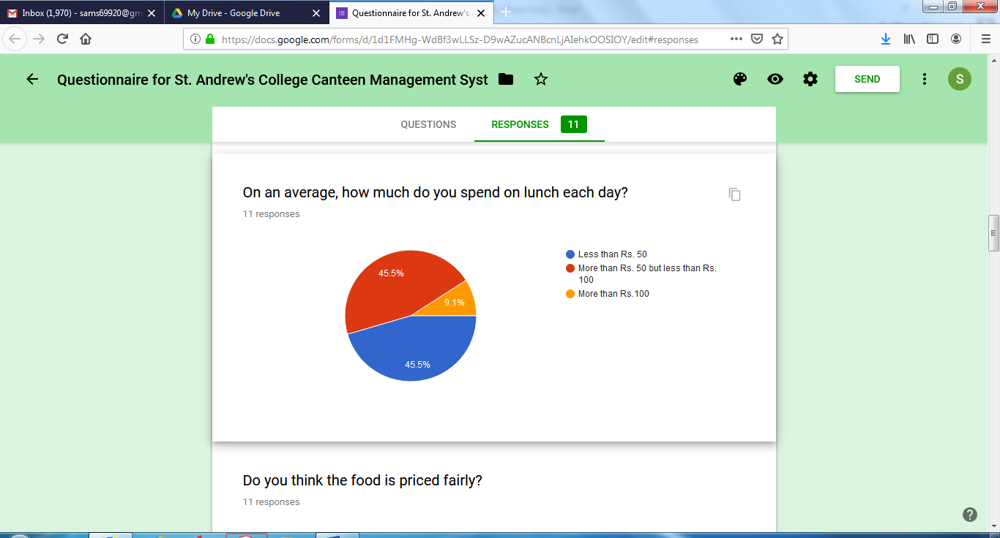 Inbox (1,970) - sams69920@gm
My Drive - Google Drive
Questionnaire for St. Andrew's
https://docs.google.com/forms/d/1d1FMHg-WdBf3wLLSz-D9wAZucANBcnLjAIehkOOSIOY/edit#responses
Questionnaire for St. Andrew's College Canteen Management Syst
SEND
S
QUESTIONS
RESPONSES 11
On an average, how much do you spend on lunch each day?
11 responses
45.5%
9.1%
45.5%
Less than Rs. 50
More than Rs. 50 but less than Rs.
100
More than Rs.100
Do you think the food is priced fairly?
11 responses